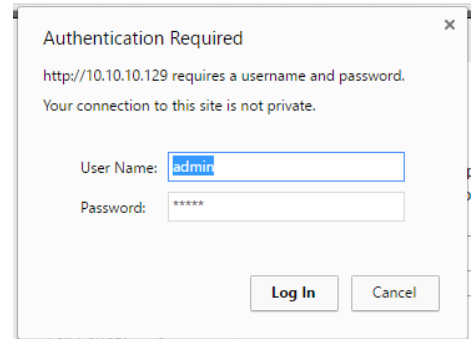 Authentication Required
×
http://10.10.10.129 requires a username and password.
Your connection to this site is not private.
User Name: admin
Password: *****
Log In Cancel